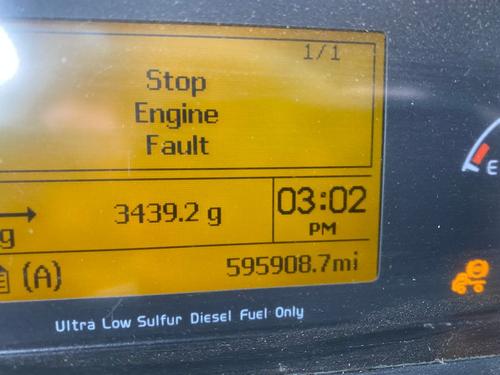 1/1
Stop
Engine
Fault
g
3439.2 g
03:02
PM
(A)
595908.7mi
Ultra Low Sulfur Diesel Fuel Only
E